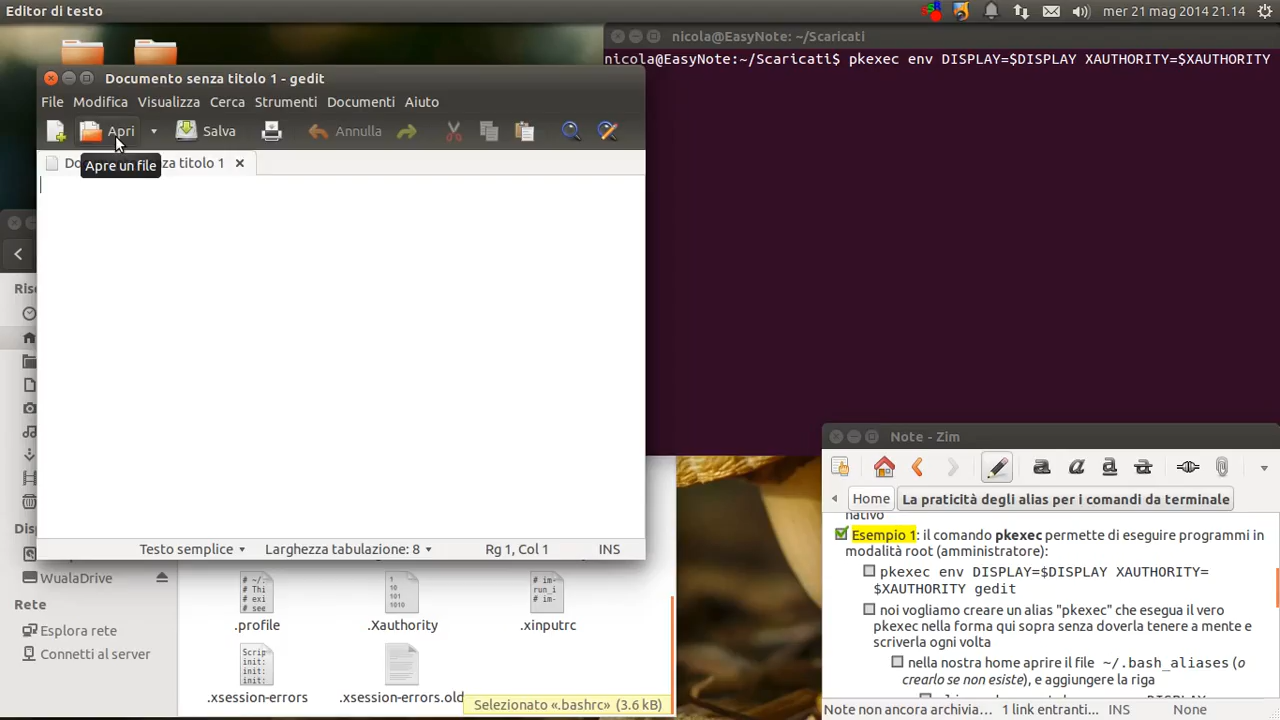 Editor di testo
mer 21 mag 2014 21.14
nicola@EasyNote: ~/Scaricati
nicola@EasyNote:~/Scaricati$ pkexec env DISPLAY=$DISPLAY XAUTHORITY=$XAUTHORITY
Documento senza titolo 1 - gedit
File Modifica Visualizza Cerca Strumenti Documenti Aiuto
Apri Salva Annulla
za titolo 1
Apre un file
Testo semplice Larghezza tabulazione: 8 Rg 1, Col 1 INS
WualaDrive
Rete
Esplora rete
Connetti al server
.profile .Xauthority .xinputrc
.xsession-errors .xsession-errors.old
Selezionato «.bashrc» (3.6 kB)
Note - Zim
Home La praticità degli alias per i comandi da terminale
nativo
Esempio 1: il comando pkexec permette di eseguire programmi in
modalità root (amministratore):
pkexec env DISPLAY=$DISPLAY XAUTHORITY=
$XAUTHORITY gedit
noi vogliamo creare un alias "pkexec" che esegua il vero
pkexec nella forma qui sopra senza doverla tenere a mente e
scriverla ogni volta
nella nostra home aprire il file ~/.bash_aliases (o
crearlo se non esiste), e aggiungere la riga
Note non ancora archivia... 1 link entranti... INS None